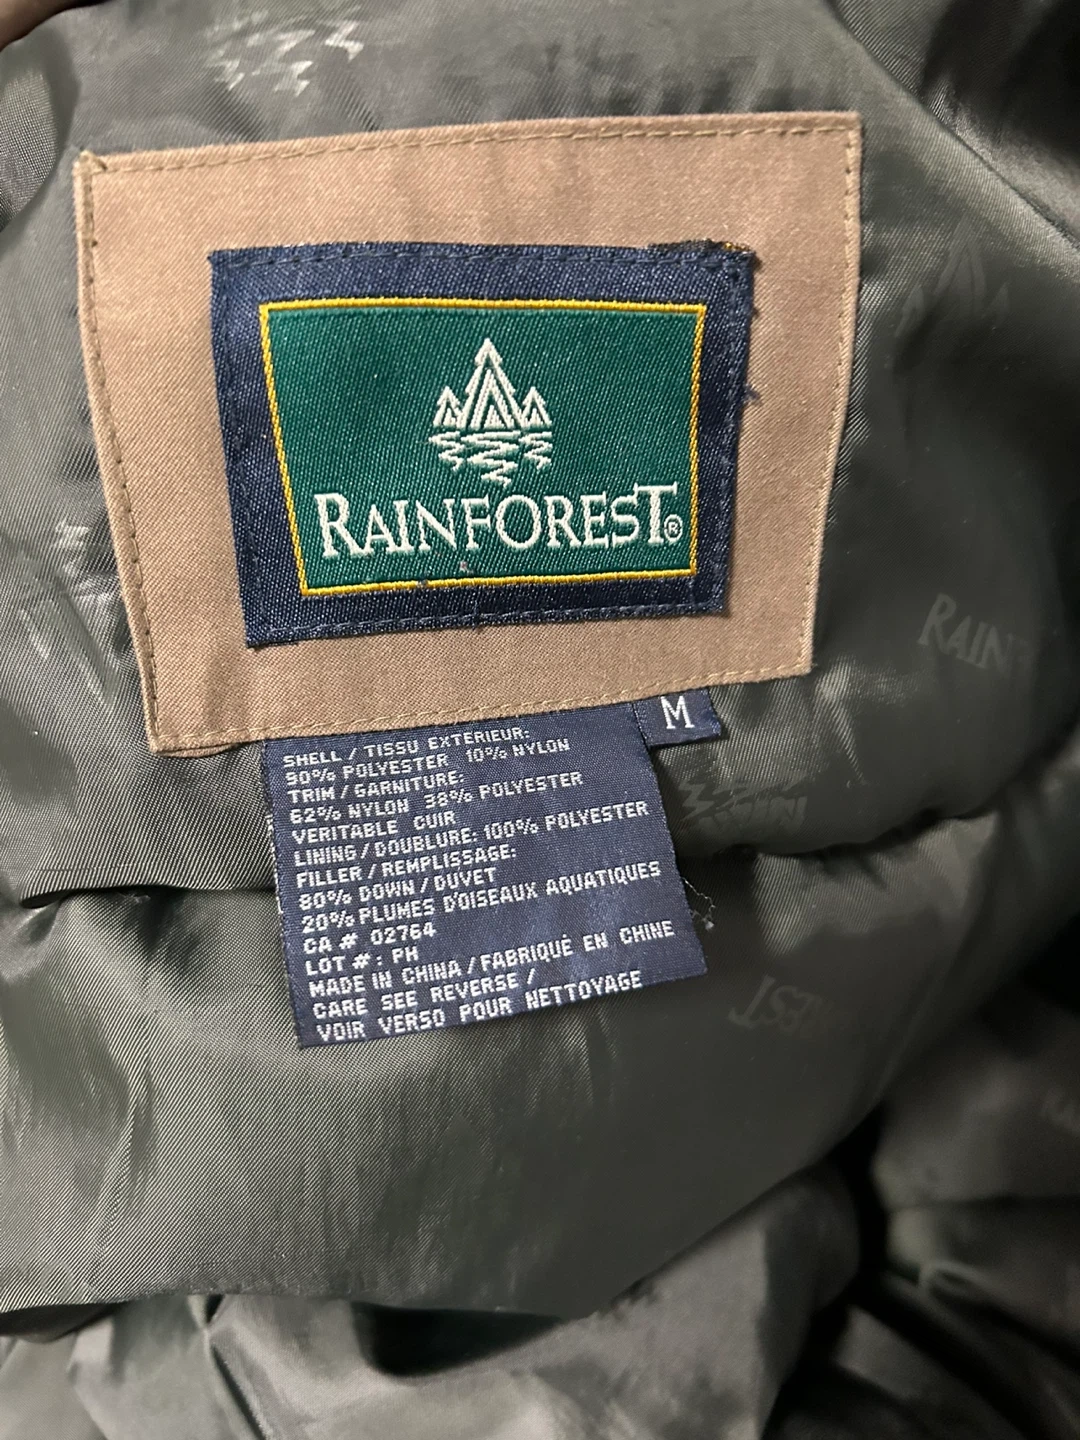 RAINFOREST®
M
SHELL / TISSU EXTERIEUR:
90% POLYESTER 10% NYLON
TRIM / GARNITURE:
62% NYLON 38% POLYESTER
VERITABLE CUIR
LINING / DOUBLURE: 100% POLYESTER
FILLER / REMPLISSAGE:
80% DOWN / DUVET
20% PLUMES D'OISEAUX AQUATIQUES
CA # 02764
LOT #: PH
MADE IN CHINA / FABRIQUÉ EN CHINE
CARE SEE REVERSE /
VOIR VERSO POUR NETTOYAGE